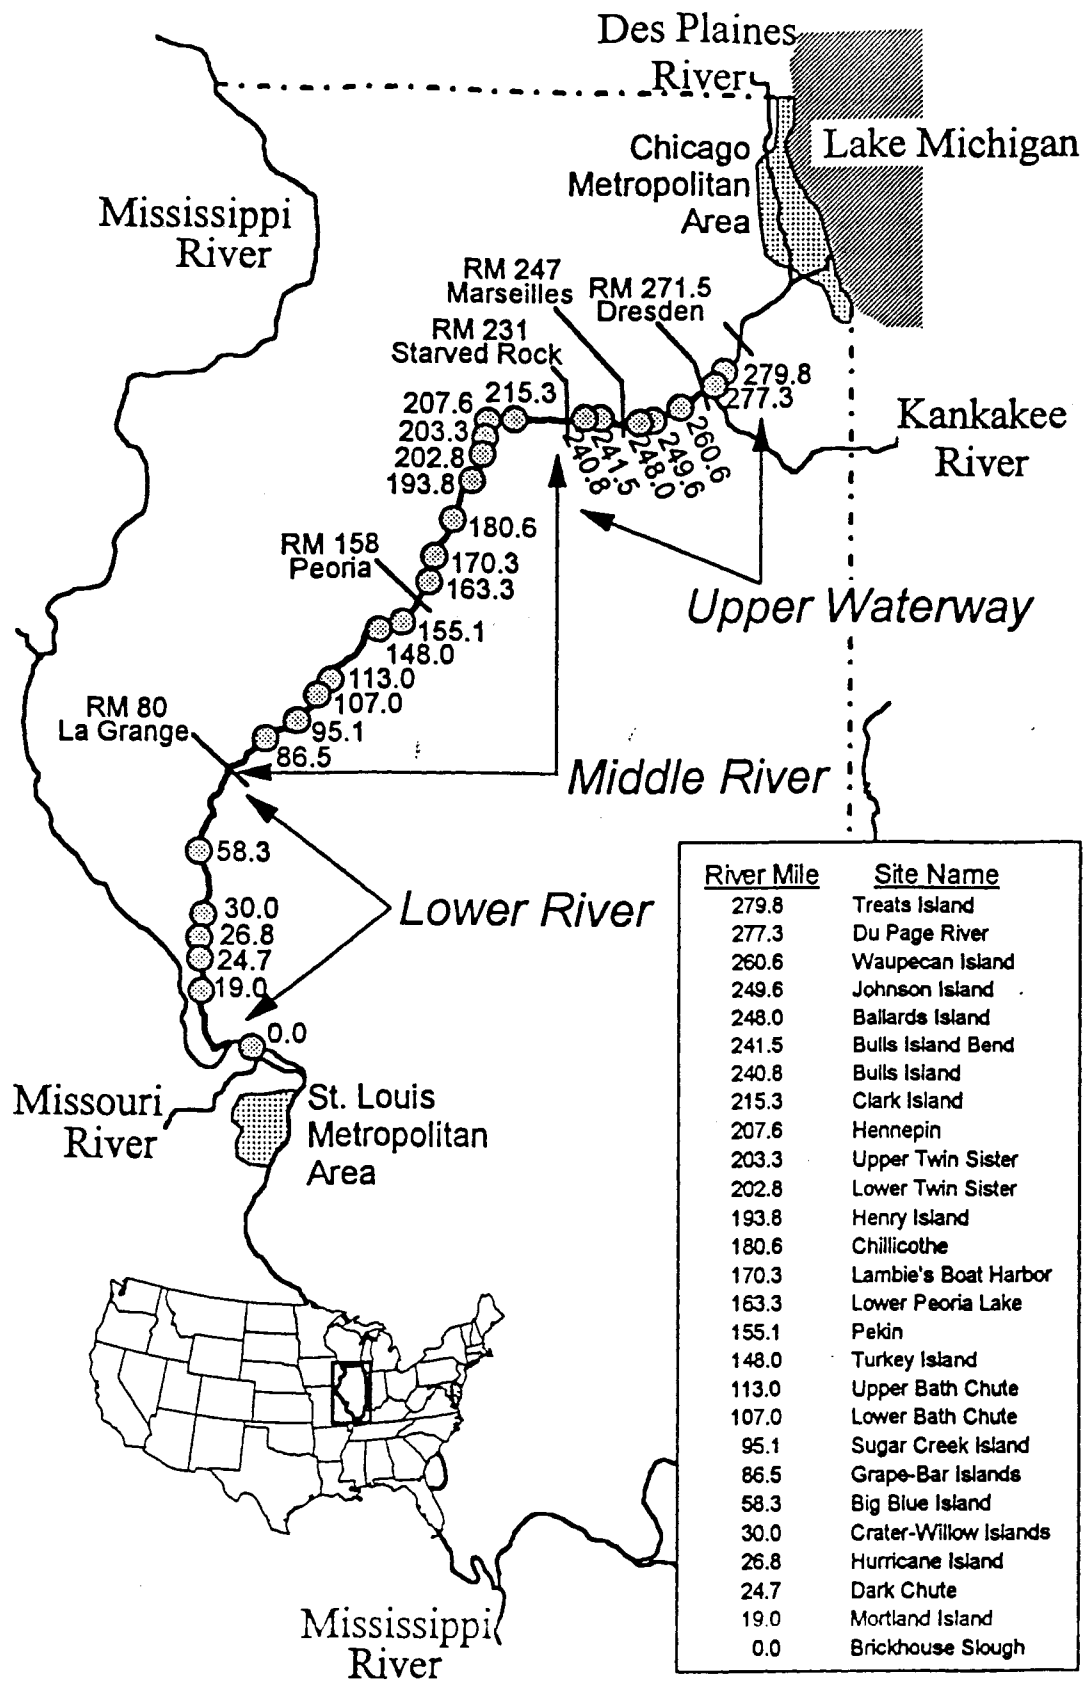 Des Plaines
River
Lake Michigan
Chicago
Metropolitan
Area
Mississippi
River
RM 247
Marseilles
RM 271.5
Dresden
RM 231
Starved Rock
279.8
277.3
215.3
207.6
203.3
202.8
193.8
240.8
241.5
248.0
249.6
260.6
Kankakee
River
180.6
RM 158
Peoria
170.3
163.3
Upper Waterway
155.1
148.0
113.0
107.0
RM 80
La Grange
95.1
86.5
Middle River
58.3
Lower River
30.0
26.8
24.7
19.0
0.0
Missouri
River
St. Louis
Metropolitan
Area
River Mile Site Name
279.8 Treats Island
277.3 Du Page River
260.6 Waupecan Island
249.6 Johnson Island
248.0 Ballards Island
241.5 Bulls Island Bend
240.8 Bulls Island
215.3 Clark Island
207.6 Hennepin
203.3 Upper Twin Sister
202.8 Lower Twin Sister
193.8 Henry Island
180.6 Chillicothe
170.3 Lambie's Boat Harbor
163.3 Lower Peoria Lake
155.1 Pekin
148.0 Turkey Island
113.0 Upper Bath Chute
107.0 Lower Bath Chute
95.1 Sugar Creek Island
86.5 Grape-Bar Islands
58.3 Big Blue Island
30.0 Crater-Willow Islands
26.8 Hurricane Island
24.7 Dark Chute
19.0 Mortland Island
0.0 Brickhouse Slough
Mississippi
River